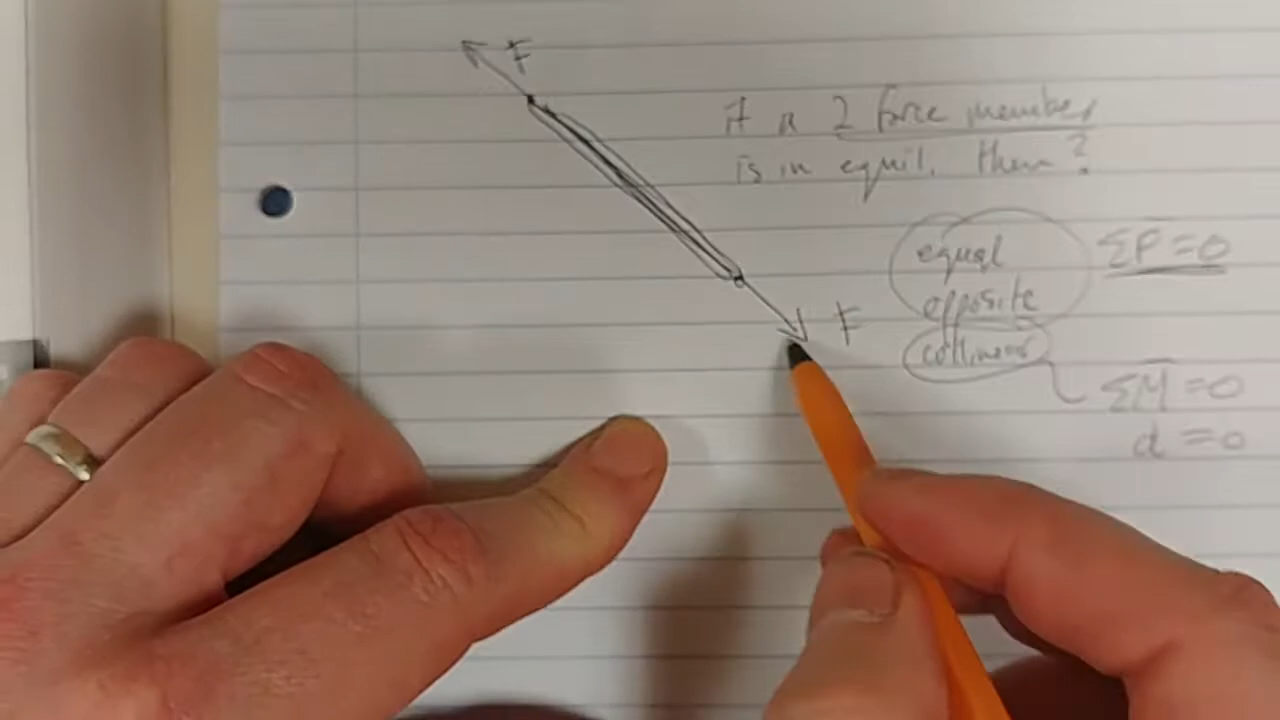 F
If a 2 force member
is in equil. then?
equal
opposite
collinear
ΣF = 0
F
ΣM = 0
d = 0